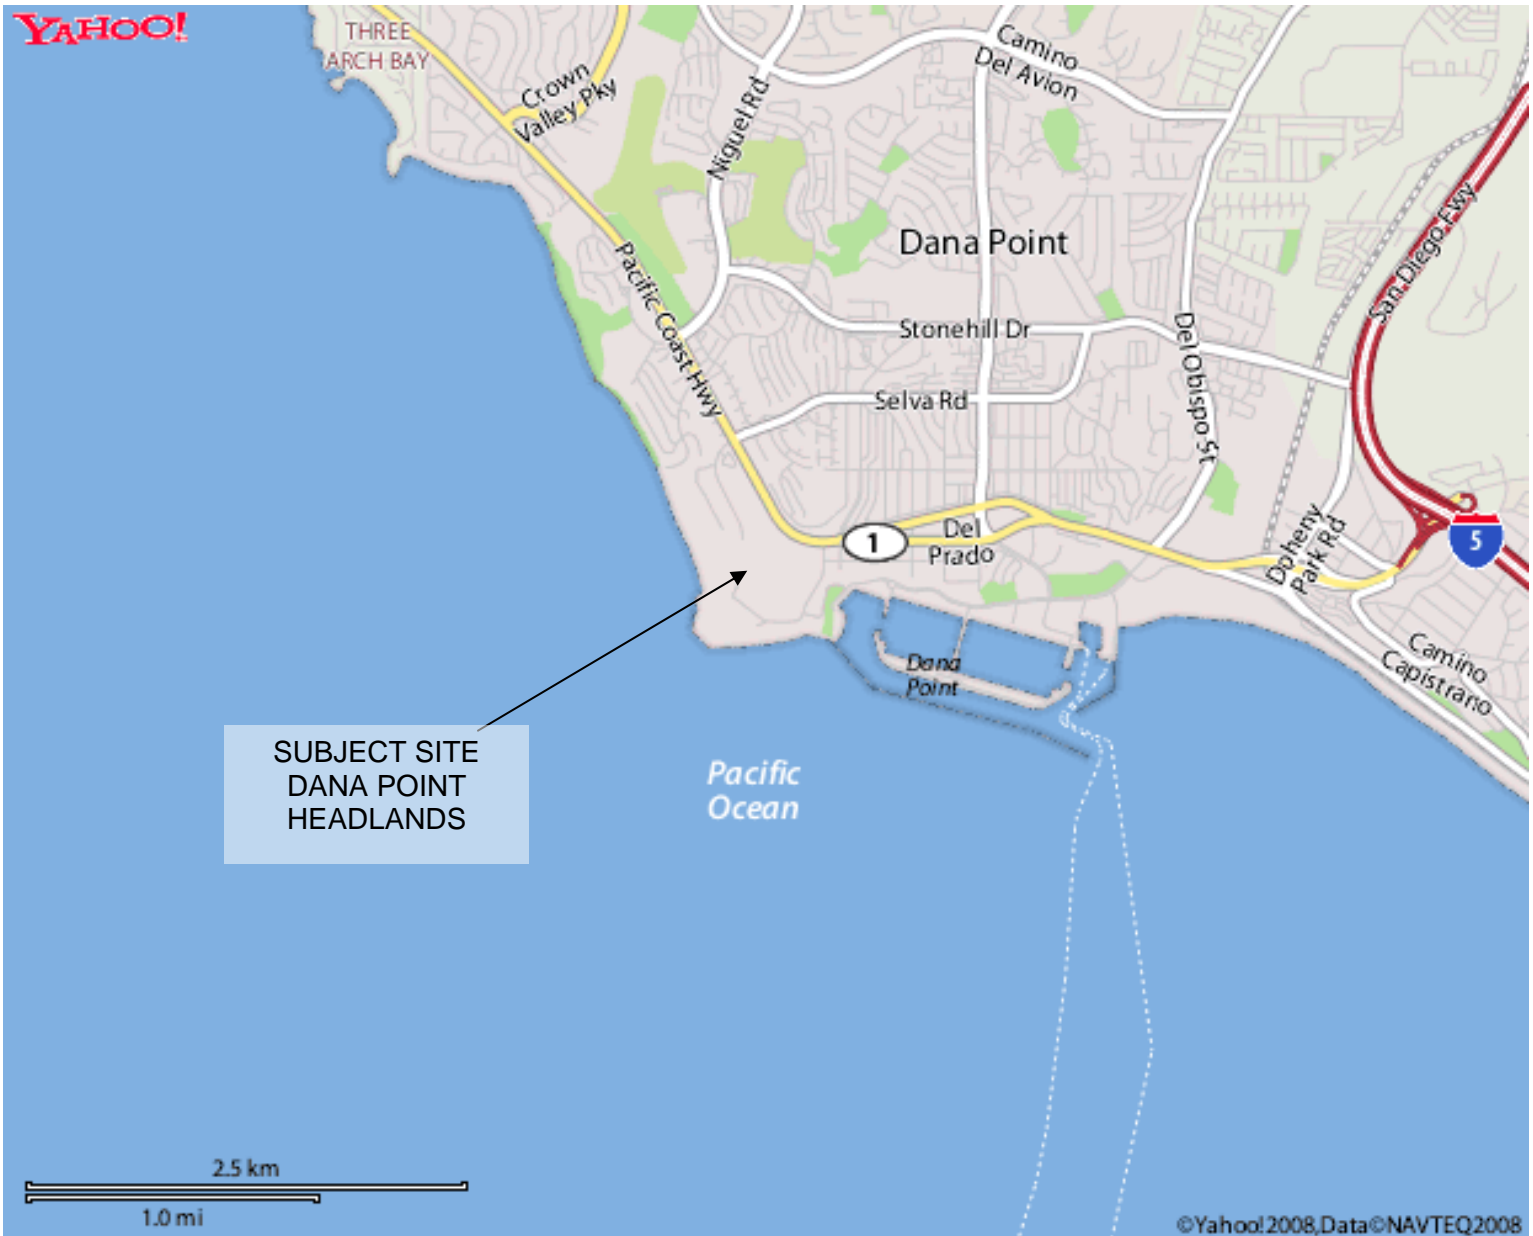 YAHOO!
THREE
ARCH BAY
Crown
Valley Pky
Niguel Rd
Camino
Del Avion
San Diego Fwy
Dana Point
Pacific Coast Hwy
Stonehill Dr
Del Obispo St
Selva Rd
1
Del
Prado
Doheny
Park Rd
5
Dana
Point
Camino
Capistrano
SUBJECT SITE
DANA POINT
HEADLANDS
Pacific
Ocean
2.5 km
1.0 mi
©Yahoo!2008,Data©NAVTEQ2008